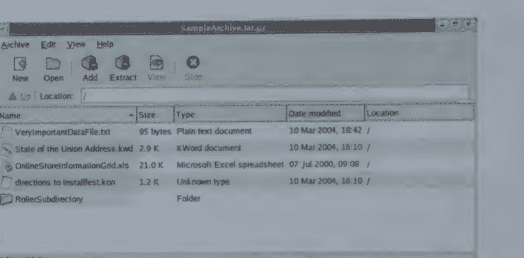 SampleArchive.tar.gz
Archive Edit View Help
New Open Add Extract View Stop
Up Location: /
Name Size Type Date modified Location
VeryImportantDataFile.txt 95 bytes Plain text document 10 Mar 2004, 18:42 /
State of the Union Address.kwd 2.9 K KWord document 10 Mar 2004, 16:10 /
OnlineStoreInformationGrid.xls 21.0 K Microsoft Excel spreadsheet 07 Jul 2000, 09:08 /
directions to installfest.kon 1.2 K Unknown type 10 Mar 2004, 16:10 /
RollerSubdirectory Folder